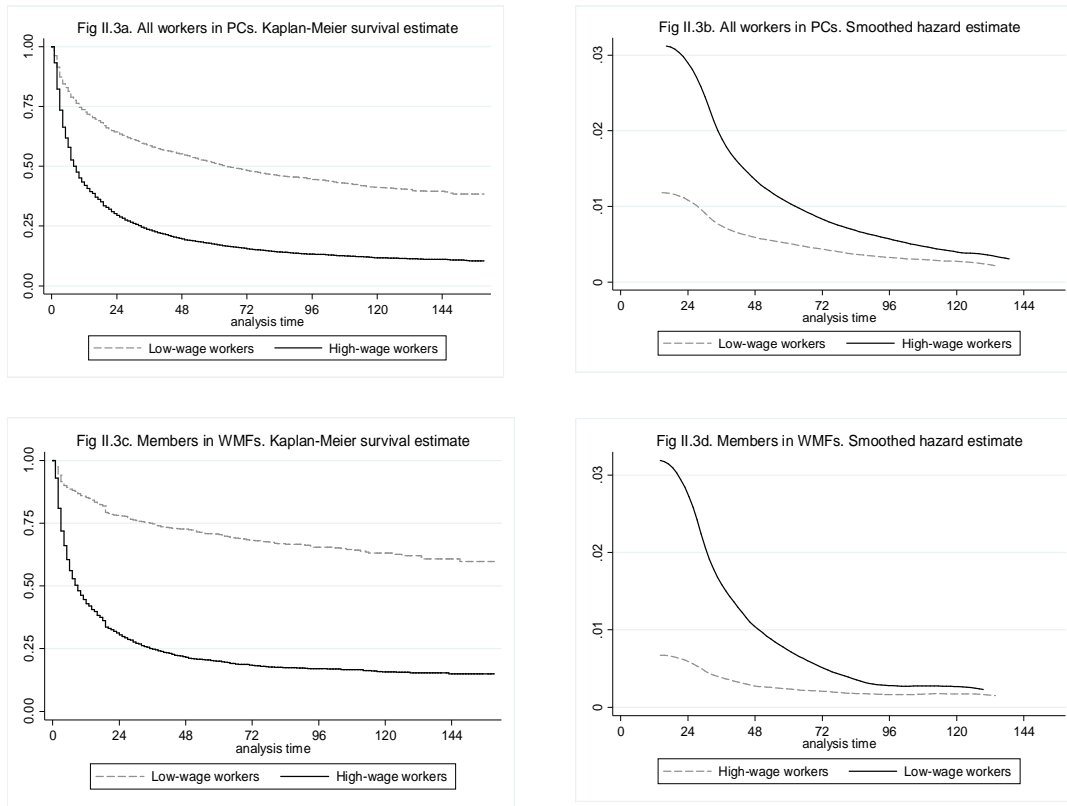 Fig II.3a. All workers in PCs. Kaplan-Meier survival estimate
1.00
0.75
0.50
0.25
0.00
0 24 48 72 96 120 144
analysis time
Low-wage workers High-wage workers
Fig II.3b. All workers in PCs. Smoothed hazard estimate
.03
.02
.01
0
0 24 48 72 96 120 144
analysis time
Low-wage workers High-wage workers
Fig II.3c. Members in WMFs. Kaplan-Meier survival estimate
1.00
0.75
0.50
0.25
0.00
0 24 48 72 96 120 144
analysis time
Low-wage workers High-wage workers
Fig II.3d. Members in WMFs. Smoothed hazard estimate
.03
.02
.01
0
0 24 48 72 96 120 144
analysis time
High-wage workers Low-wage workers